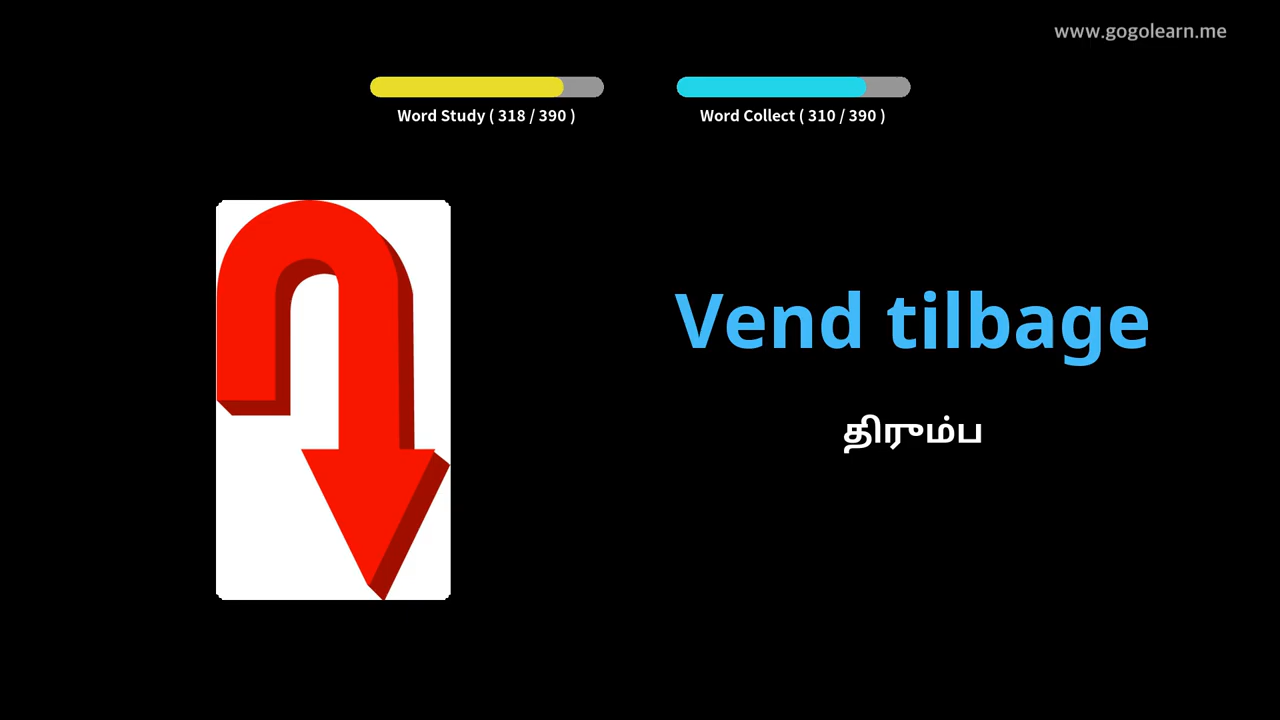 www.gogolearn.me
Word Study ( 318 / 390 )
Word Collect ( 310 / 390 )
Vend tilbage
திரும்ப